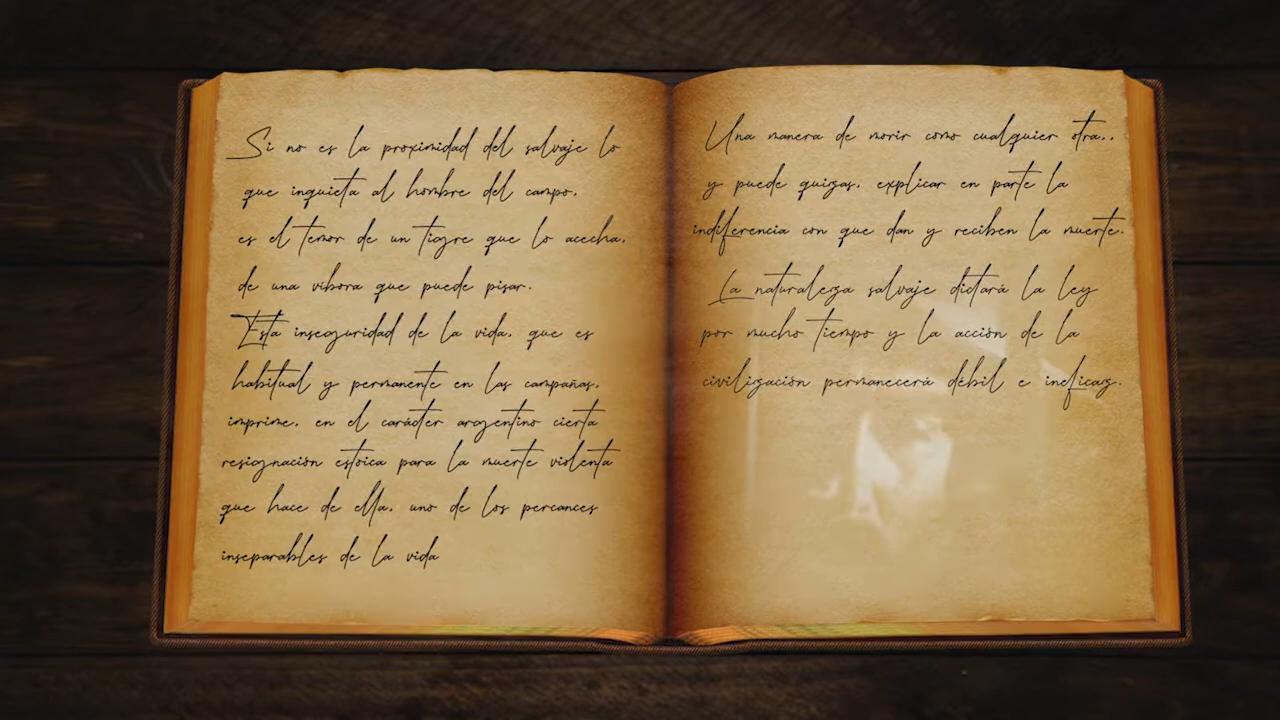 Si no es la proximidad del salvaje lo
que inquieta al hombre del campo,
es el temor de un tigre que lo acecha,
de una víbora que puede pisar.
Esta inseguridad de la vida, que es
habitual y permanente en las campañas,
imprime, en el carácter argentino cierta
resignación estoica para la muerte violenta
que hace de ella, uno de los percances
inseparables de la vida
Una manera de morir como cualquier otra..
y puede quizas, explicar en parte la
indiferencia con que dan y reciben la muerte.
La naturaleza salvaje dictará la ley
por mucho tiempo y la acción de la
civilización permanecerá débil e ineficaz.